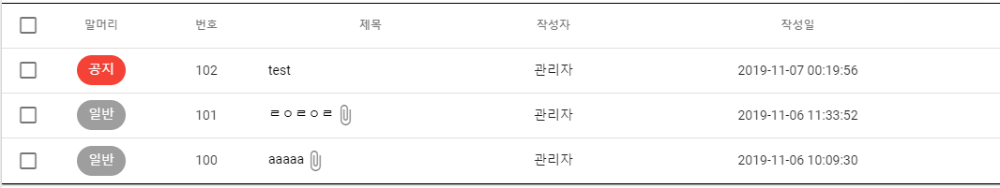 말머리 번호 제목 작성자 작성일
공지 102 test 관리자 2019-11-07 00:19:56
일반 101 ㄹㅇㄹㅇㄹ 관리자 2019-11-06 11:33:52
일반 100 aaaaa 관리자 2019-11-06 10:09:30